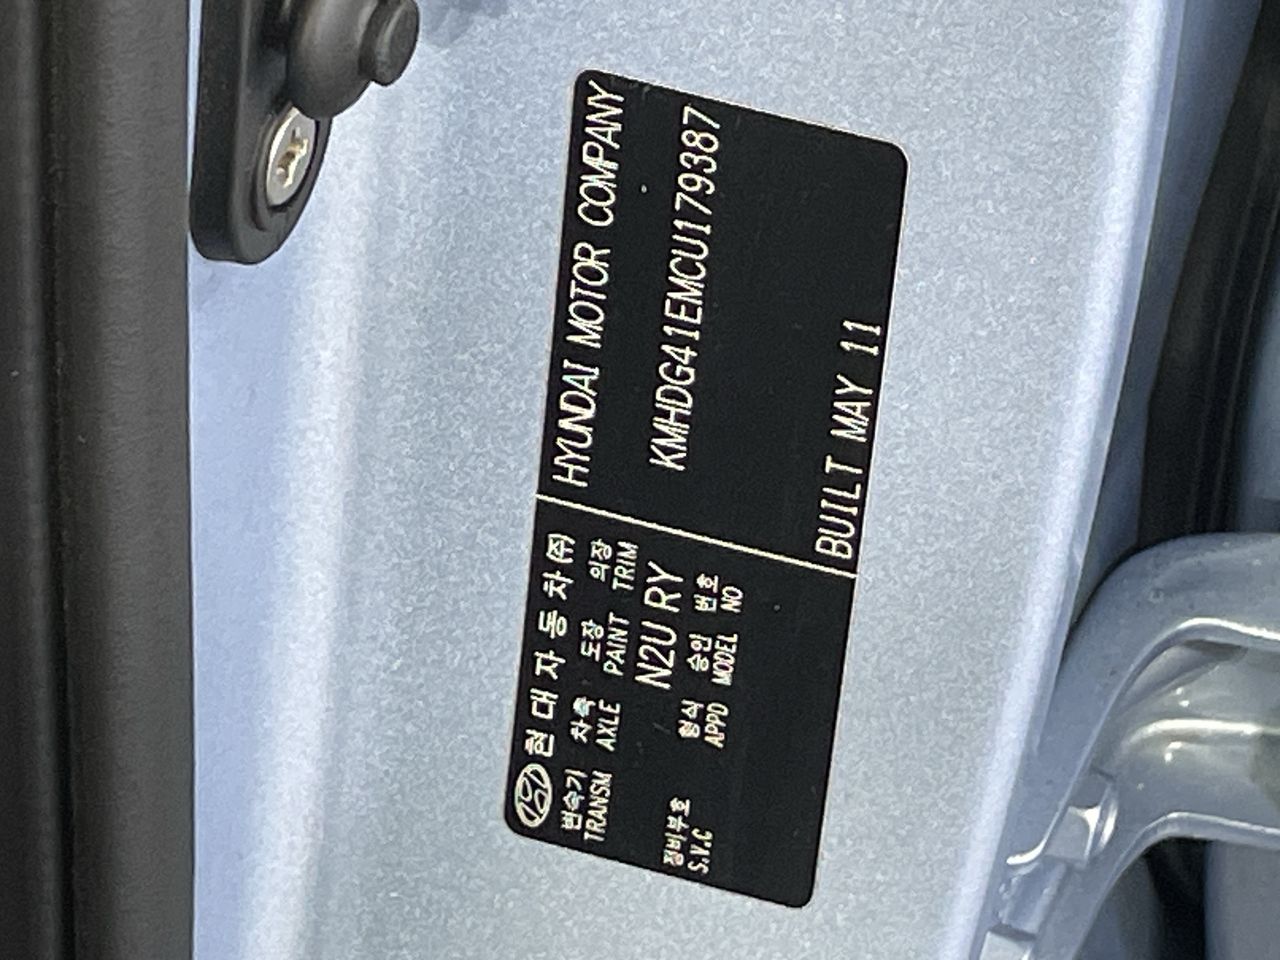 현대자동차㈜
변속기 차축 도장 의장
TRANSM AXLE PAINT TRIM
N2U RY
정비부호 형식 승인 번호
S.V.C APPD MODEL NO
HYUNDAI MOTOR COMPANY
KMHDG41EMCU179387
BUILT MAY 11